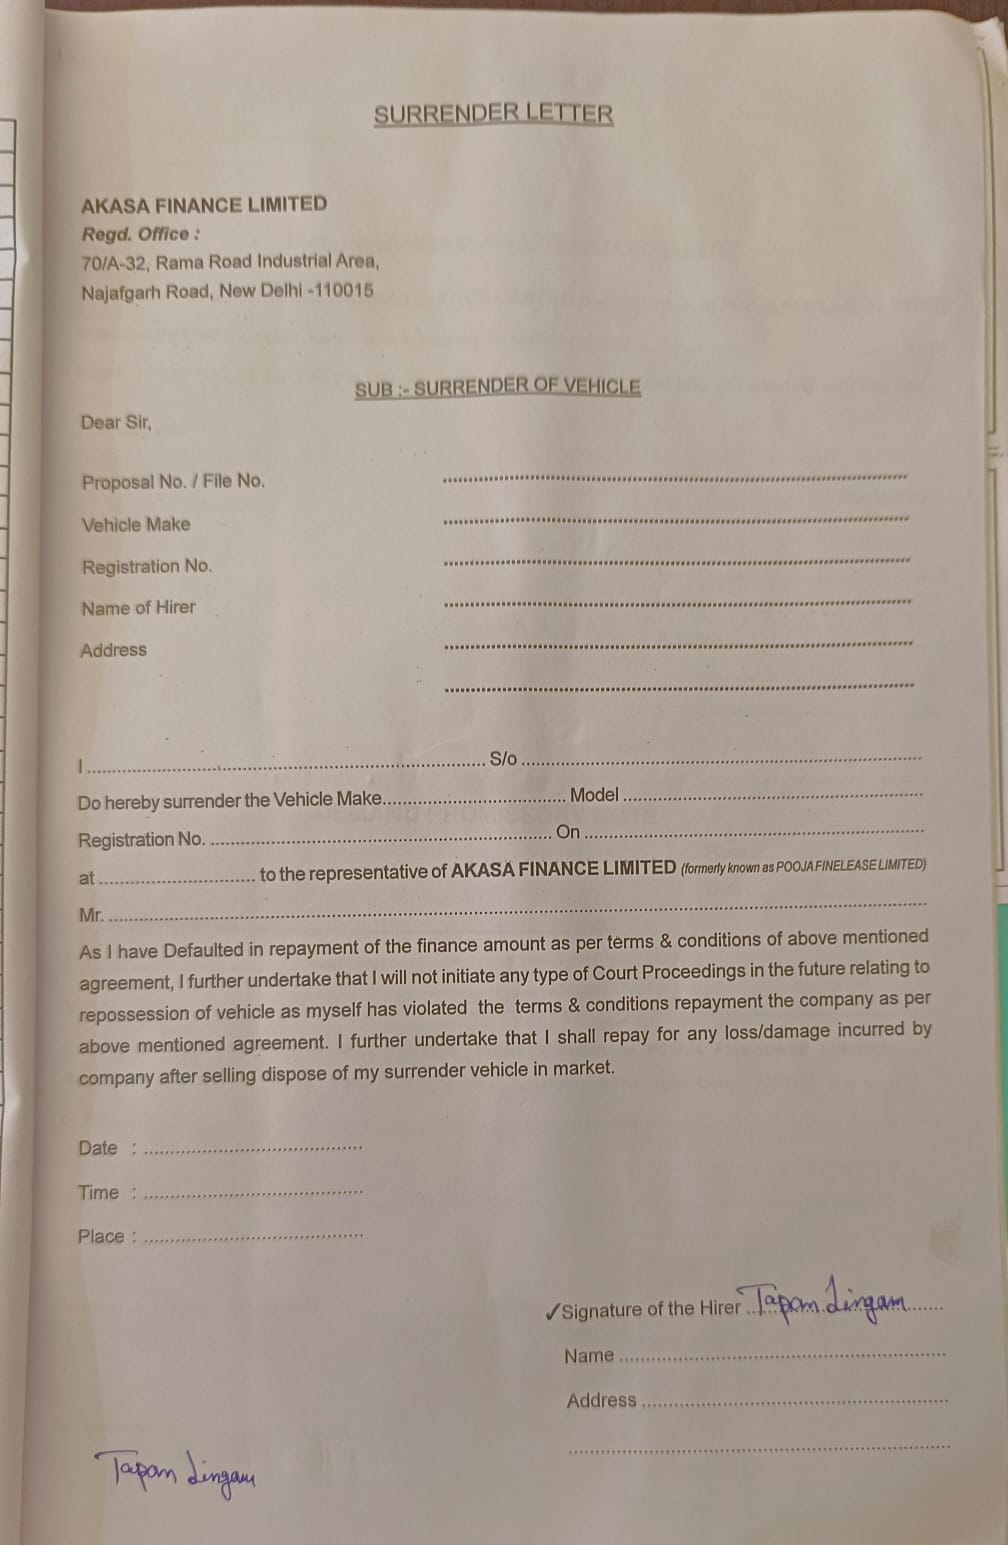 SURRENDER LETTER
AKASA FINANCE LIMITED
Regd. Office :
70/A-32, Rama Road Industrial Area,
Najafgarh Road, New Delhi -110015
SUB :- SURRENDER OF VEHICLE
Dear Sir,
Proposal No. / File No. ........................................
Vehicle Make ........................................
Registration No. ........................................
Name of Hirer ........................................
Address ........................................
........................................
I ........................................ S/o ........................................
Do hereby surrender the Vehicle Make.................................... Model ........................................
Registration No. ........................................ On ........................................
at ............................... to the representative of AKASA FINANCE LIMITED (formerly known as POOJA FINELEASE LIMITED)
Mr. ........................................
As I have Defaulted in repayment of the finance amount as per terms & conditions of above mentioned
agreement, I further undertake that I will not initiate any type of Court Proceedings in the future relating to
repossession of vehicle as myself has violated the terms & conditions repayment the company as per
above mentioned agreement. I further undertake that I shall repay for any loss/damage incurred by
company after selling dispose of my surrender vehicle in market.
Date : ........................................
Time : ........................................
Place : ........................................
✓Signature of the Hirer Tapan Lingam
Name ........................................
Address ........................................
........................................
Tapan Lingam